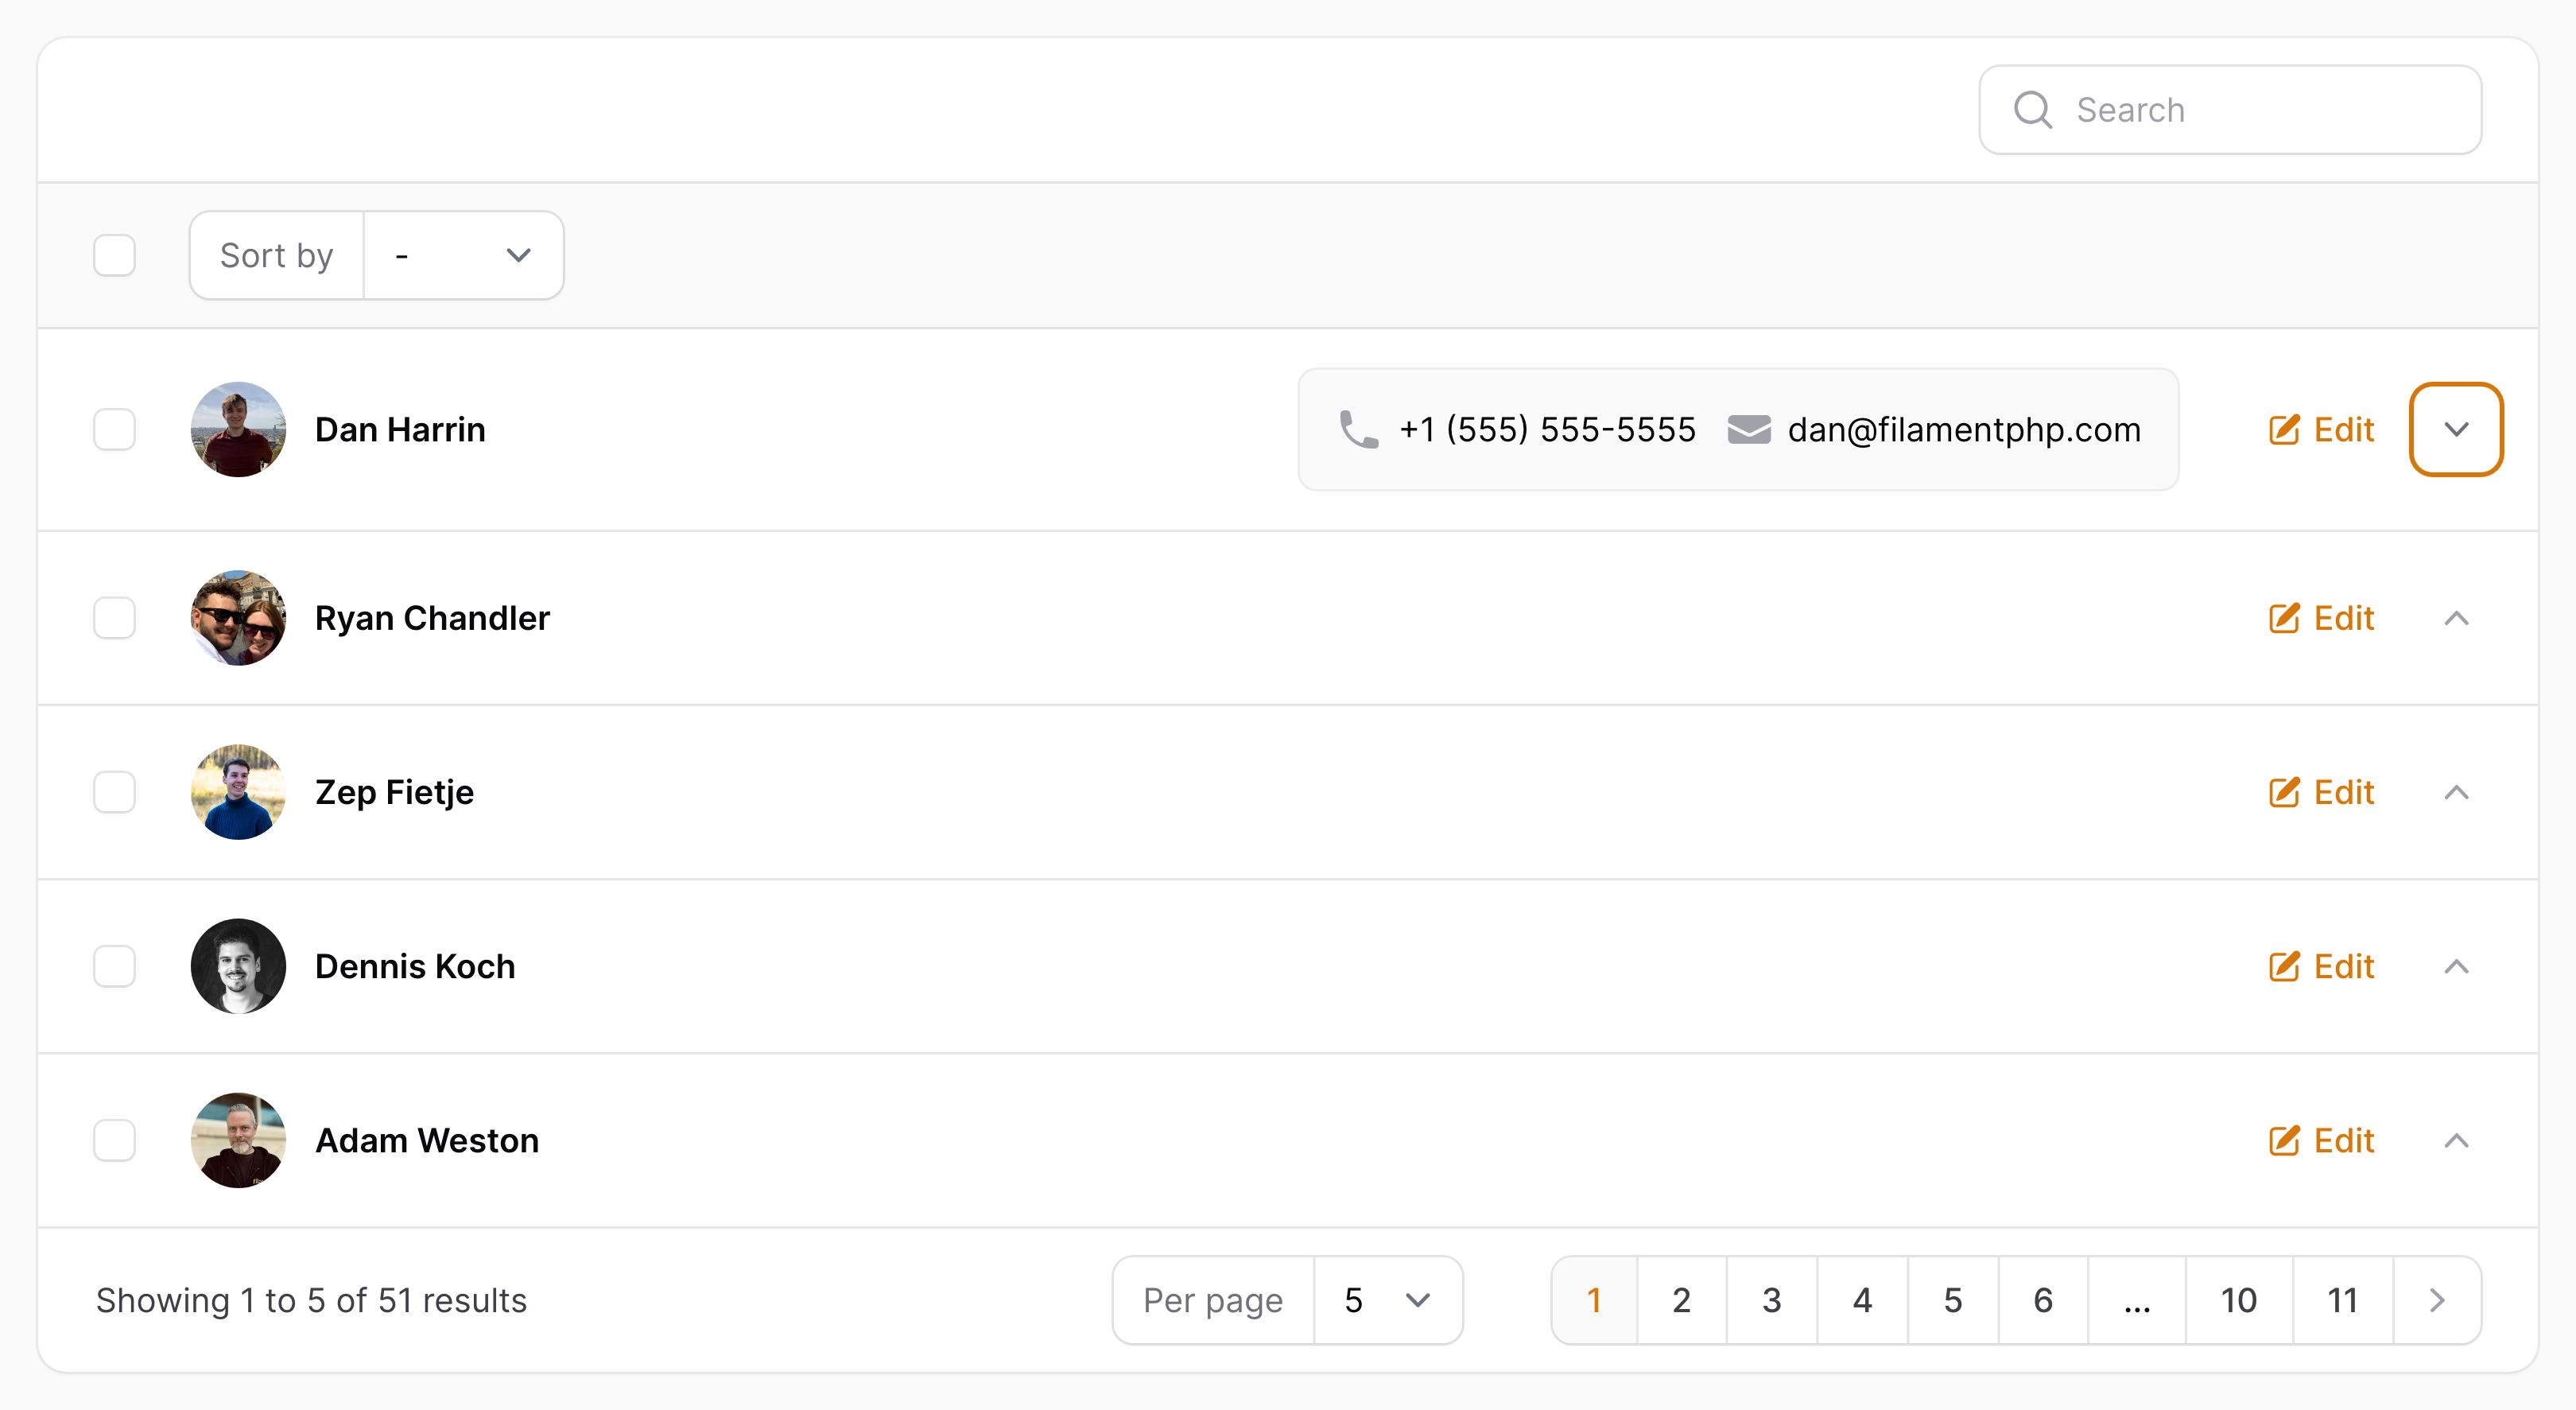 Search
Sort by -
Dan Harrin +1 (555) 555-5555 dan@filamentphp.com Edit
Ryan Chandler Edit
Zep Fietje Edit
Dennis Koch Edit
Adam Weston Edit
Showing 1 to 5 of 51 results Per page 5 1 2 3 4 5 6 ... 10 11